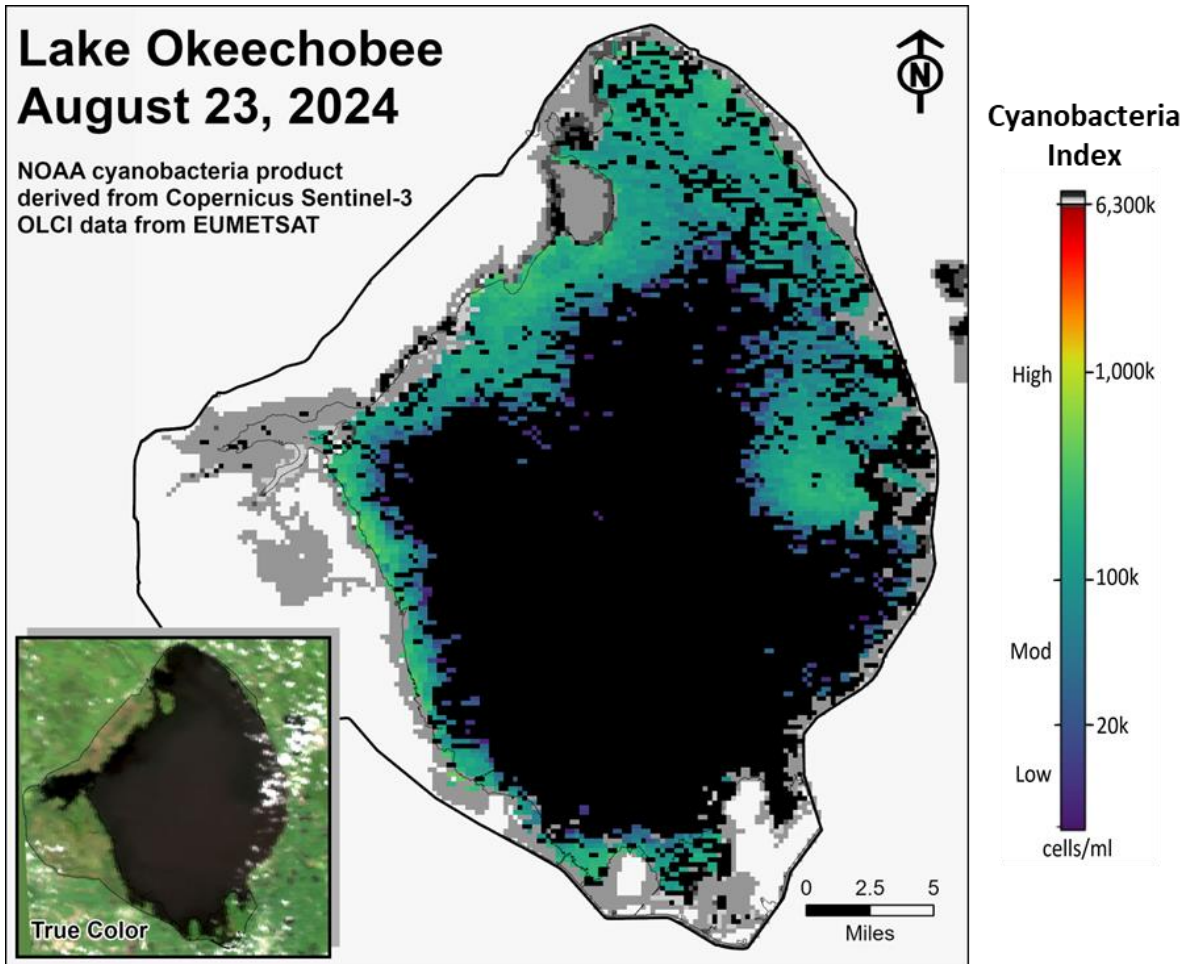 Lake Okeechobee
August 23, 2024
NOAA cyanobacteria product
derived from Copernicus Sentinel-3
OLCI data from EUMETSAT
N
Cyanobacteria
Index
6,300k
High
1,000k
100k
Mod
20k
Low
cells/ml
0 2.5 5
Miles
True Color